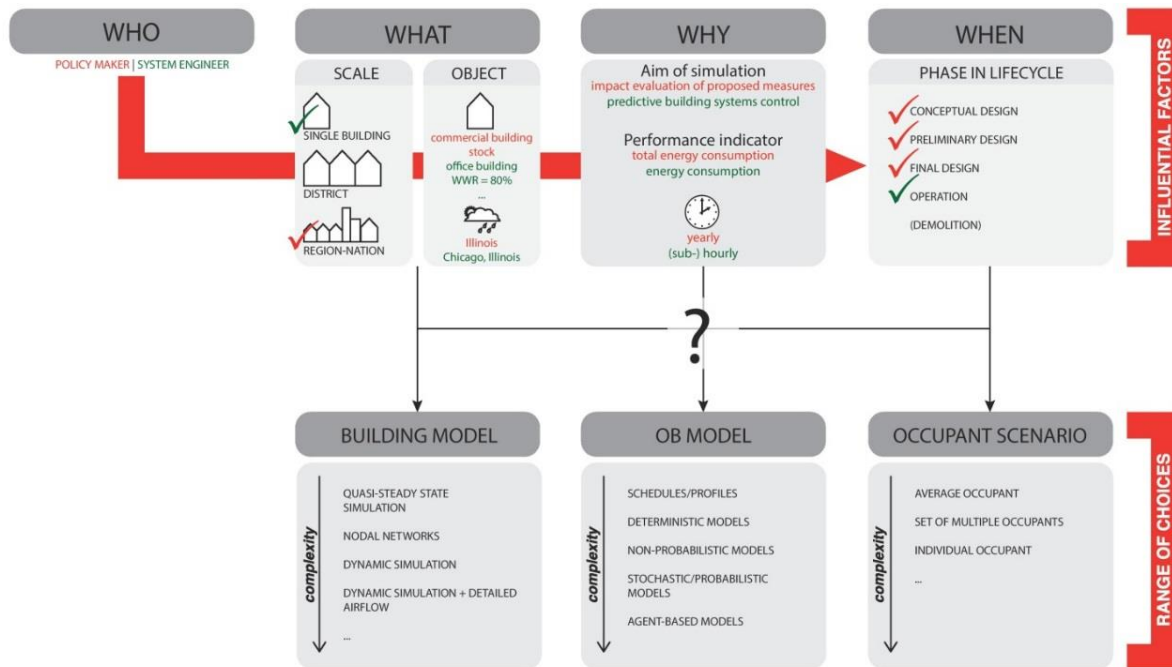 WHO
POLICY MAKER | SYSTEM ENGINEER
WHAT
SCALE
SINGLE BUILDING
DISTRICT
REGION-NATION
OBJECT
commercial building
stock
office building
WWR = 80%
...
Illinois
Chicago, Illinois
WHY
Aim of simulation
impact evaluation of proposed measures
predictive building systems control
Performance indicator
total energy consumption
energy consumption
yearly
(sub-) hourly
WHEN
PHASE IN LIFECYCLE
CONCEPTUAL DESIGN
PRELIMINARY DESIGN
FINAL DESIGN
OPERATION
(DEMOLITION)
INFLUENTIAL FACTORS
?
BUILDING MODEL
complexity
QUASI-STEADY STATE
SIMULATION
NODAL NETWORKS
DYNAMIC SIMULATION
DYNAMIC SIMULATION + DETAILED
AIRFLOW
...
OB MODEL
complexity
SCHEDULES/PROFILES
DETERMINISTIC MODELS
NON-PROBABILISTIC MODELS
STOCHASTIC/PROBABILISTIC
MODELS
AGENT-BASED MODELS
OCCUPANT SCENARIO
complexity
AVERAGE OCCUPANT
SET OF MULTIPLE OCCUPANTS
INDIVIDUAL OCCUPANT
...
RANGE OF CHOICES